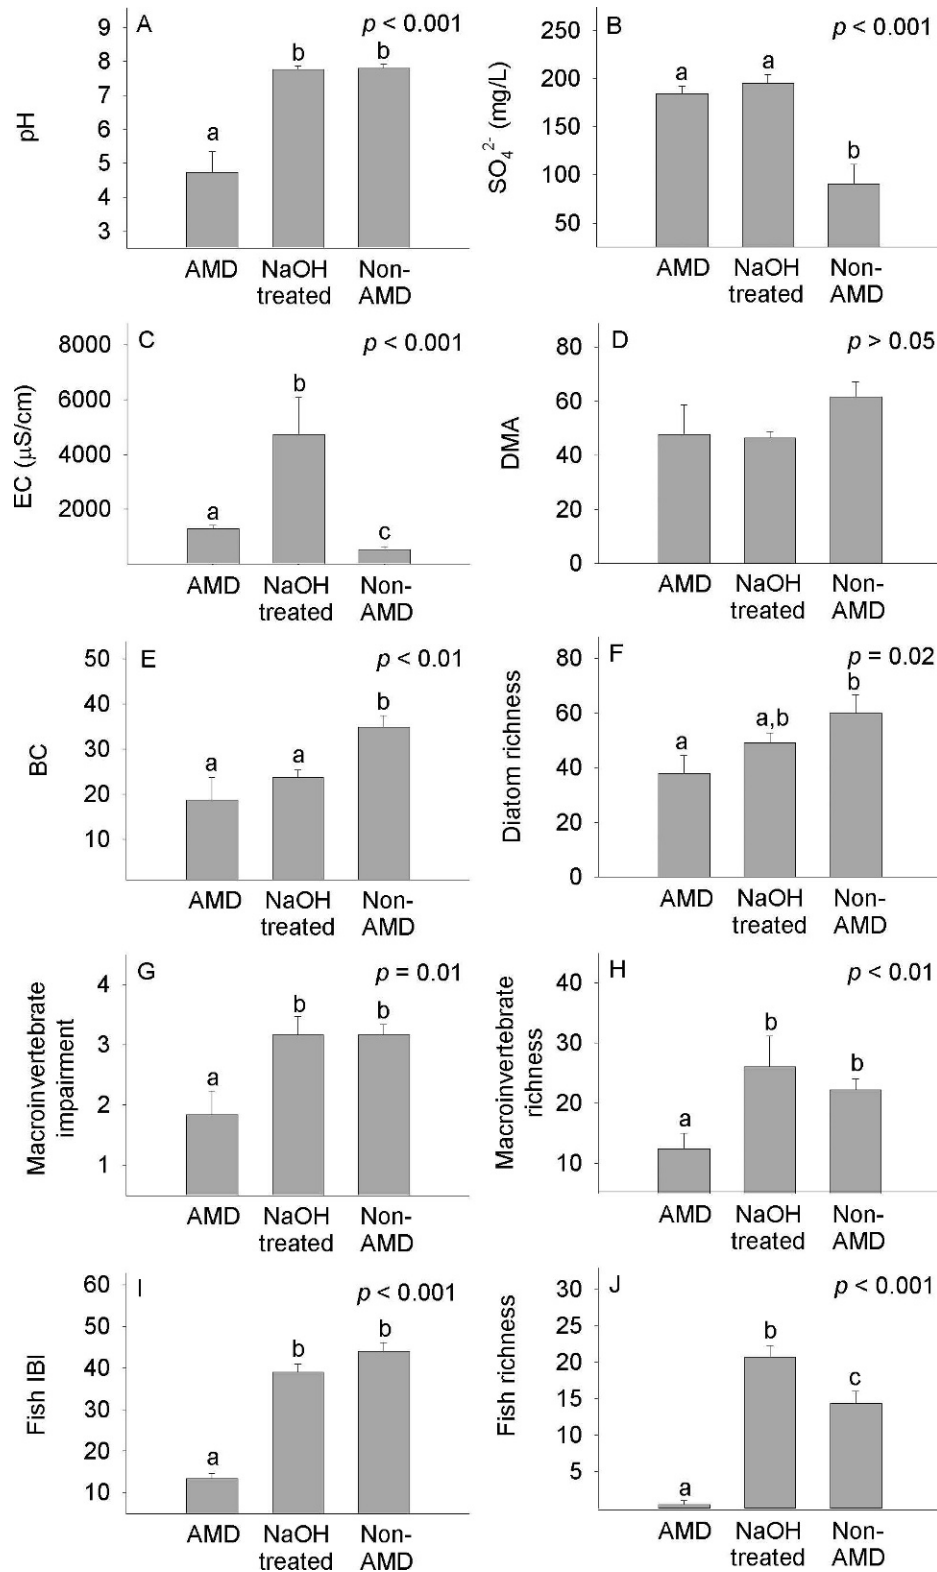 A
p < 0.001
9
8
7
6
5
4
3
pH
a
b
b
AMD
NaOH
treated
Non-
AMD
B
p < 0.001
250
200
150
100
50
SO₄²⁻ (mg/L)
a
a
b
AMD
NaOH
treated
Non-
AMD
C
p < 0.001
8000
6000
4000
2000
EC (μS/cm)
a
b
c
AMD
NaOH
treated
Non-
AMD
D
p > 0.05
80
60
40
20
0
DMA
AMD
NaOH
treated
Non-
AMD
E
p < 0.01
50
40
30
20
10
BC
a
a
b
AMD
NaOH
treated
Non-
AMD
F
p = 0.02
80
60
40
20
0
Diatom richness
a
a,b
b
AMD
NaOH
treated
Non-
AMD
G
p = 0.01
4
3
2
1
Macroinvertebrate
impairment
a
b
b
AMD
NaOH
treated
Non-
AMD
H
p < 0.01
40
30
20
10
Macroinvertebrate
richness
a
b
b
AMD
NaOH
treated
Non-
AMD
I
p < 0.001
60
50
40
30
20
10
Fish IBI
a
b
b
AMD
NaOH
treated
Non-
AMD
J
p < 0.001
30
25
20
15
10
5
Fish richness
a
b
c
AMD
NaOH
treated
Non-
AMD